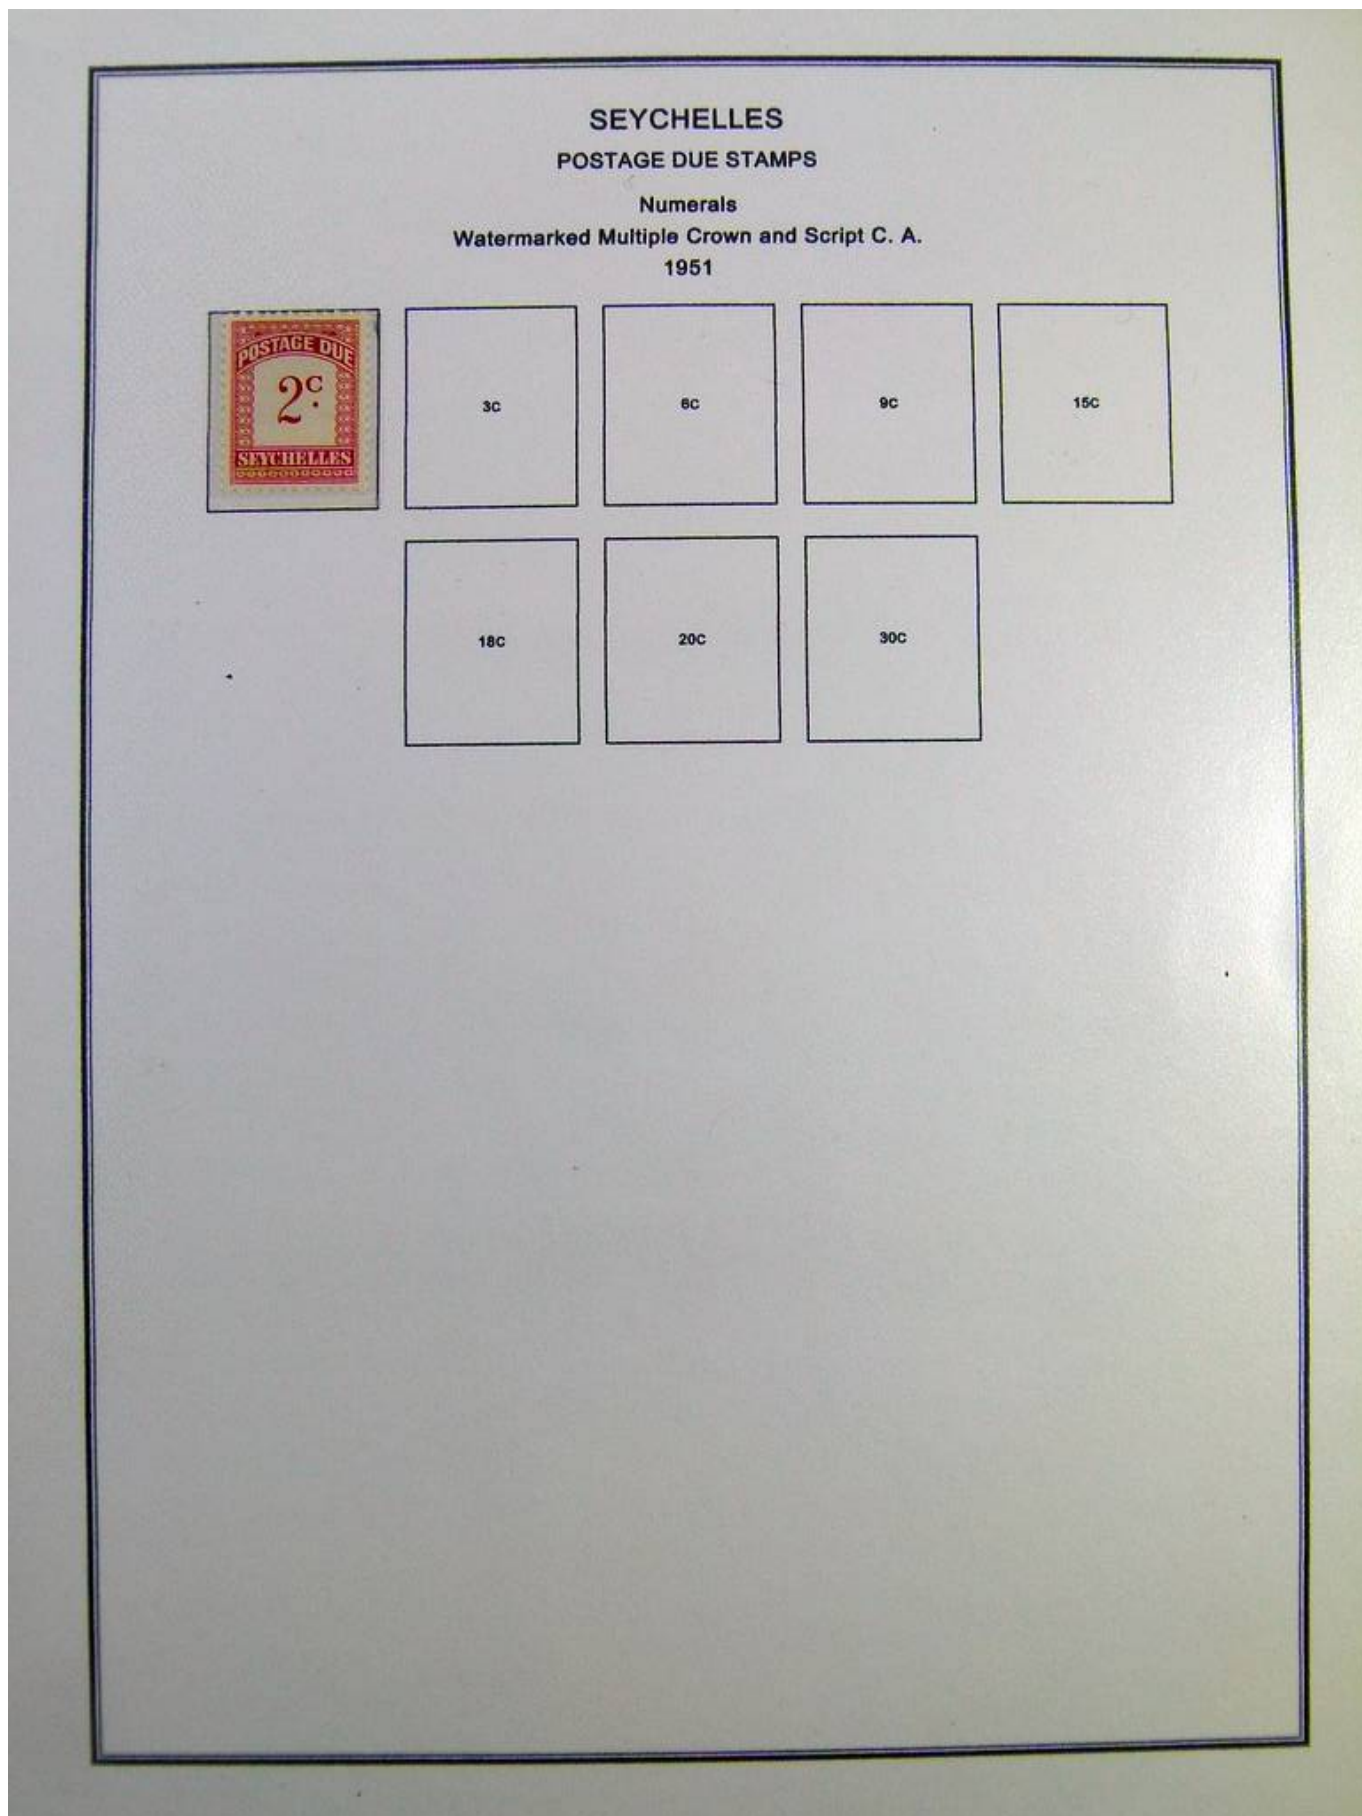 SEYCHELLES
POSTAGE DUE STAMPS
Numerals
Watermarked Multiple Crown and Script C. A.
1951
POSTAGE DUE
2c.
SEYCHELLES
3C
6C
9C
15C
18C
20C
30C